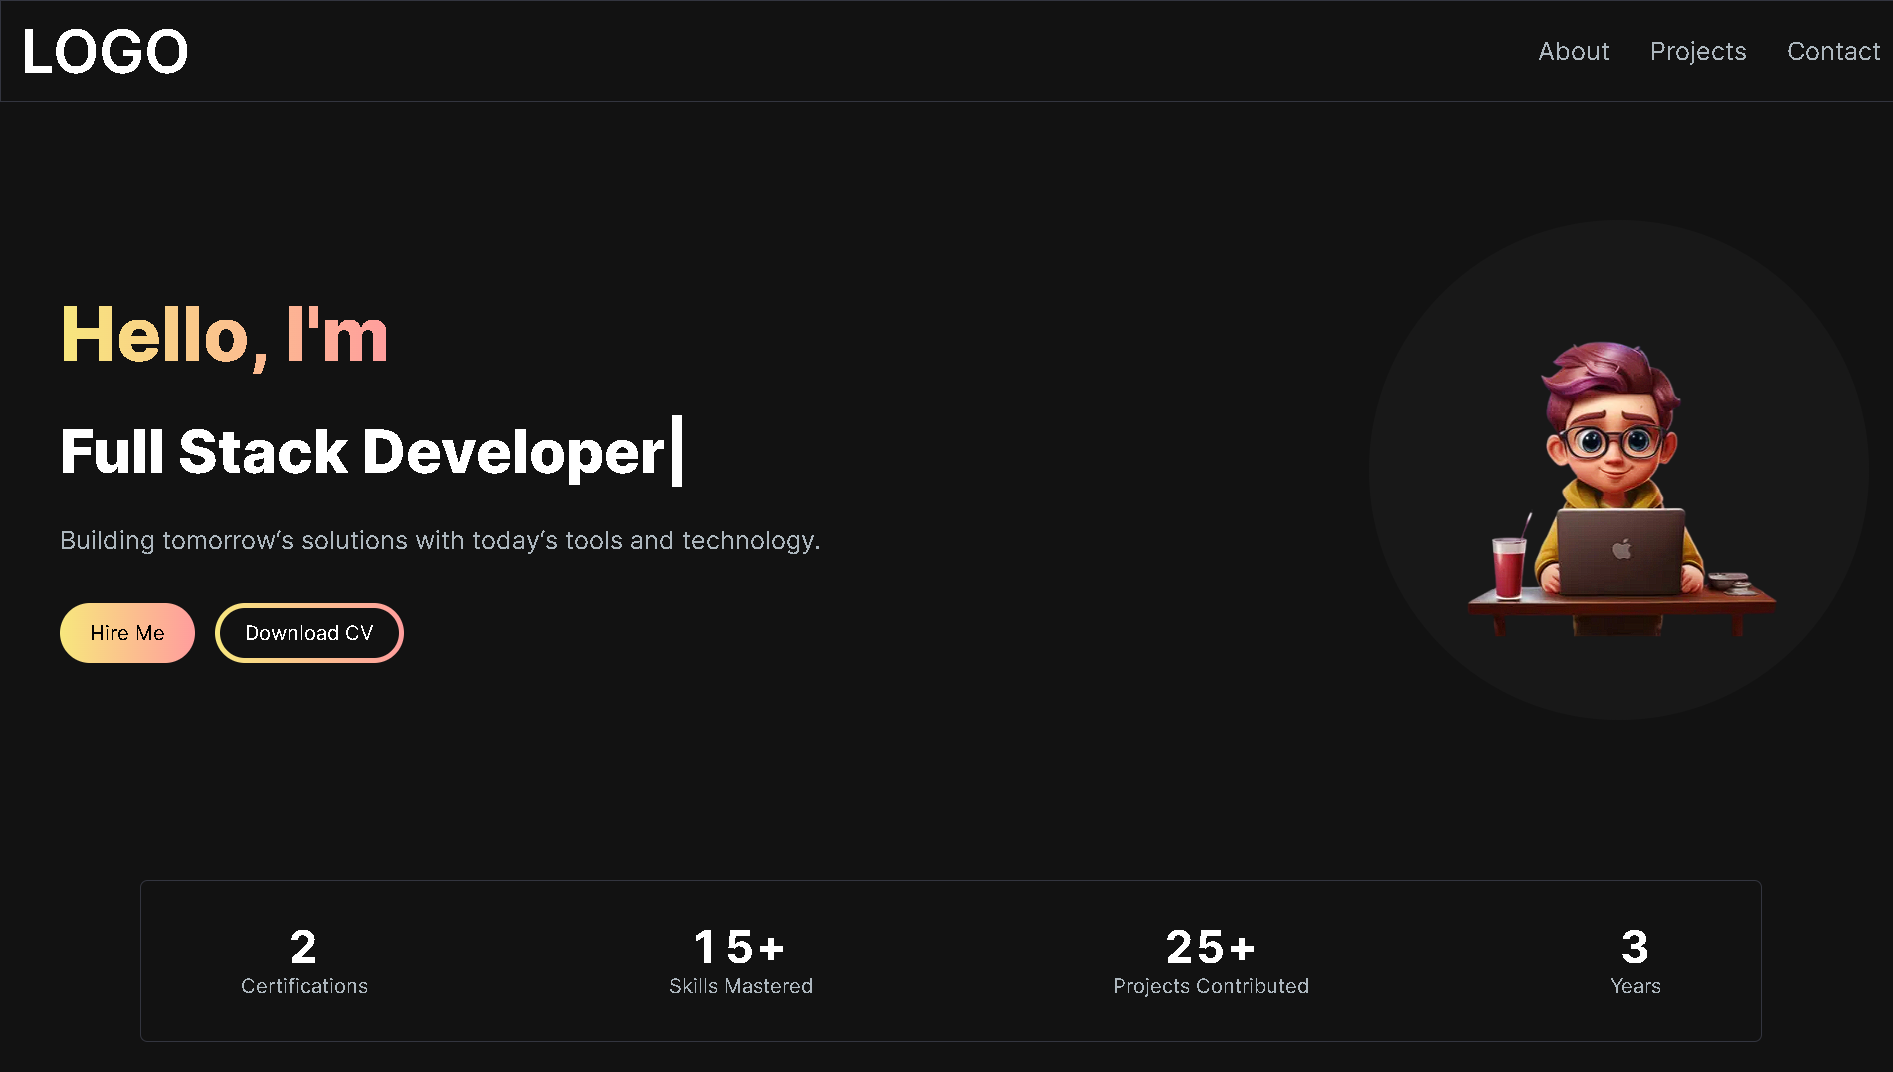 LOGO
About Projects Contact
Hello, I'm
Full Stack Developer|
Building tomorrow‘s solutions with today‘s tools and technology.
Hire Me Download CV
2 15+ 25+ 3
Certifications Skills Mastered Projects Contributed Years